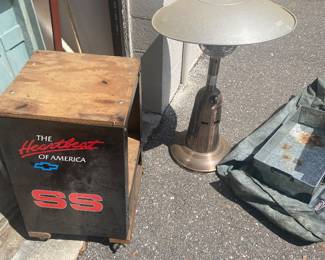 THE
Heartbeat
OF AMERICA
SS